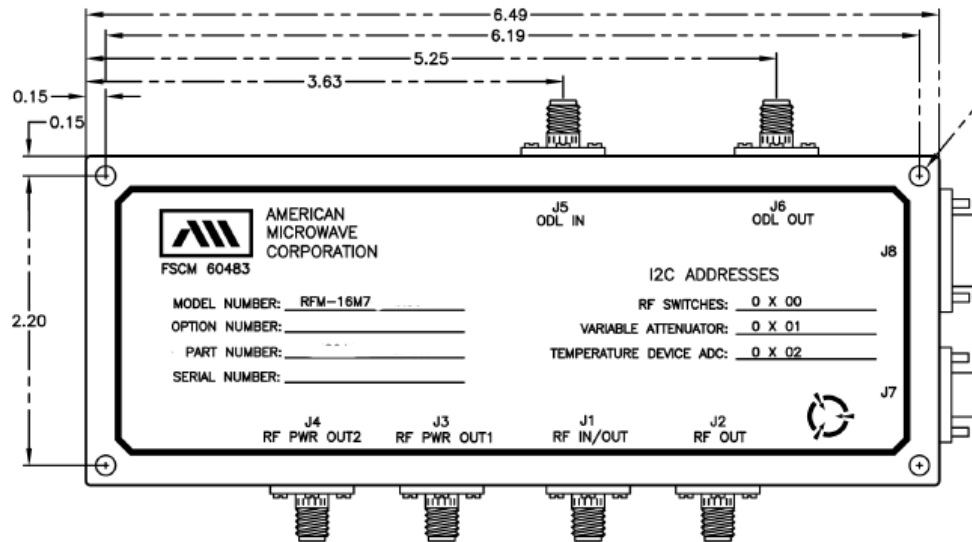 6.49
6.19
5.25
3.63
0.15
0.15
2.20
AMERICAN
MICROWAVE
CORPORATION
FSCM 60483
MODEL NUMBER: RFM-16M7
OPTION NUMBER:
PART NUMBER:
SERIAL NUMBER:
J5
ODL IN
J6
ODL OUT
J8
I2C ADDRESSES
RF SWITCHES: 0 X 00
VARIABLE ATTENUATOR: 0 X 01
TEMPERATURE DEVICE ADC: 0 X 02
J7
J4
RF PWR OUT2
J3
RF PWR OUT1
J1
RF IN/OUT
J2
RF OUT